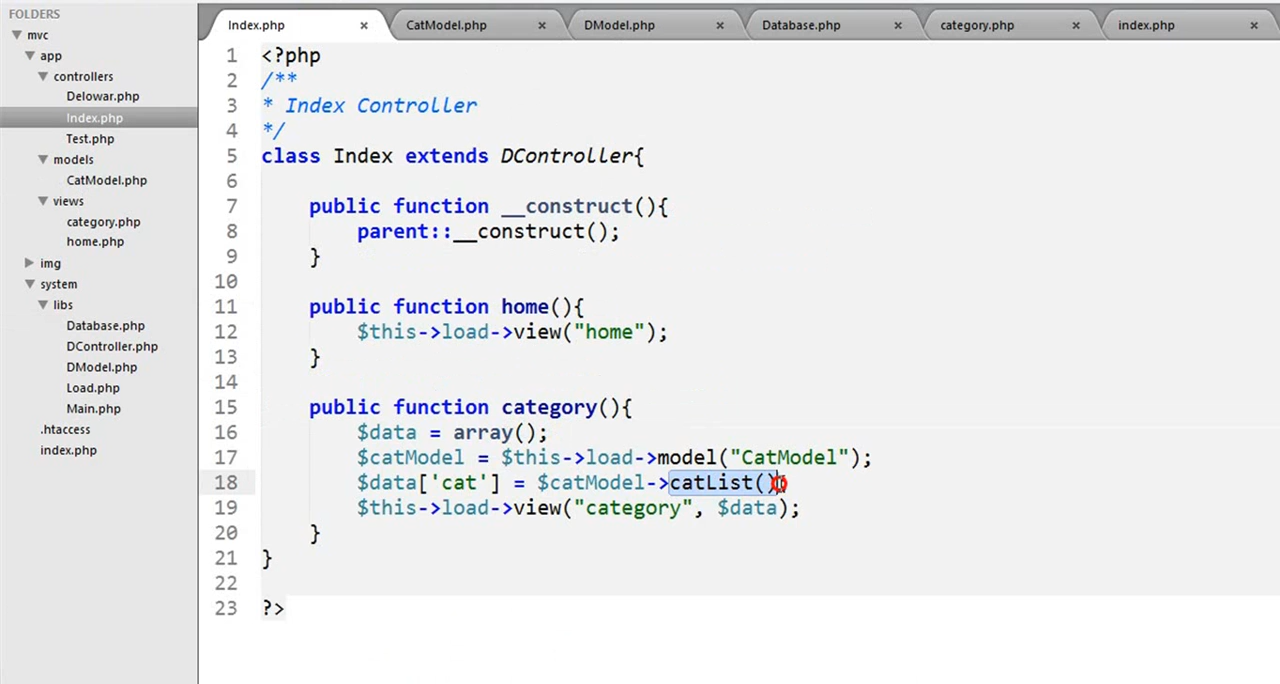 FOLDERS
mvc
app
controllers
Delowar.php
Index.php
Test.php
models
CatModel.php
views
category.php
home.php
img
system
libs
Database.php
DController.php
DModel.php
Load.php
Main.php
.htaccess
index.php
Index.php × CatModel.php × DModel.php × Database.php × category.php × index.php ×
1 <?php
2 /**
3 * Index Controller
4 */
5 class Index extends DController{
6
7 public function __construct(){
8 parent::__construct();
9 }
10
11 public function home(){
12 $this->load->view("home");
13 }
14
15 public function category(){
16 $data = array();
17 $catModel = $this->load->model("CatModel");
18 $data['cat'] = $catModel->catList();
19 $this->load->view("category", $data);
20 }
21 }
22
23 ?>